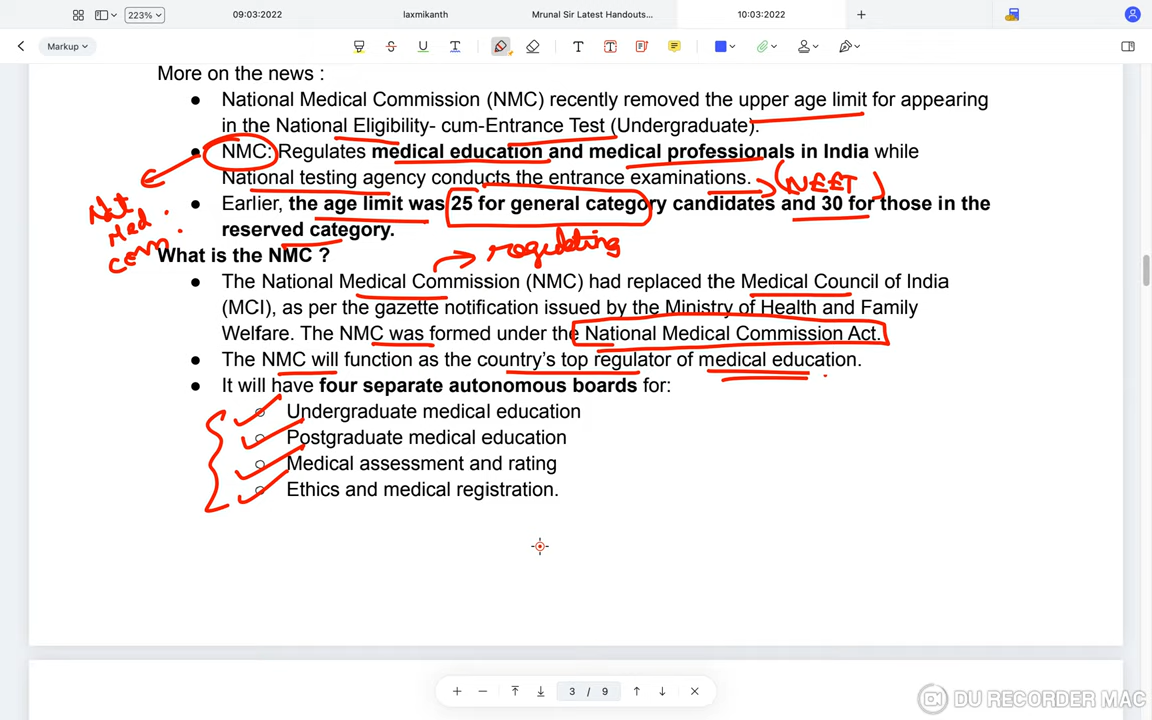 223%
09:03:2022
laxmikanth
Mrunal Sir Latest Handouts...
10:03:2022
Markup
More on the news :
● National Medical Commission (NMC) recently removed the upper age limit for appearing
in the National Eligibility- cum-Entrance Test (Undergraduate).
● NMC: Regulates medical education and medical professionals in India while
National testing agency conducts the entrance examinations. (NEET)
● Earlier, the age limit was 25 for general category candidates and 30 for those in the
reserved category.
Nat
Med
Comm
regulating
What is the NMC ?
● The National Medical Commission (NMC) had replaced the Medical Council of India
(MCI), as per the gazette notification issued by the Ministry of Health and Family
Welfare. The NMC was formed under the National Medical Commission Act.
● The NMC will function as the country's top regulator of medical education.
● It will have four separate autonomous boards for:
○ Undergraduate medical education
○ Postgraduate medical education
○ Medical assessment and rating
○ Ethics and medical registration.
3 / 9
DU RECORDER MAC